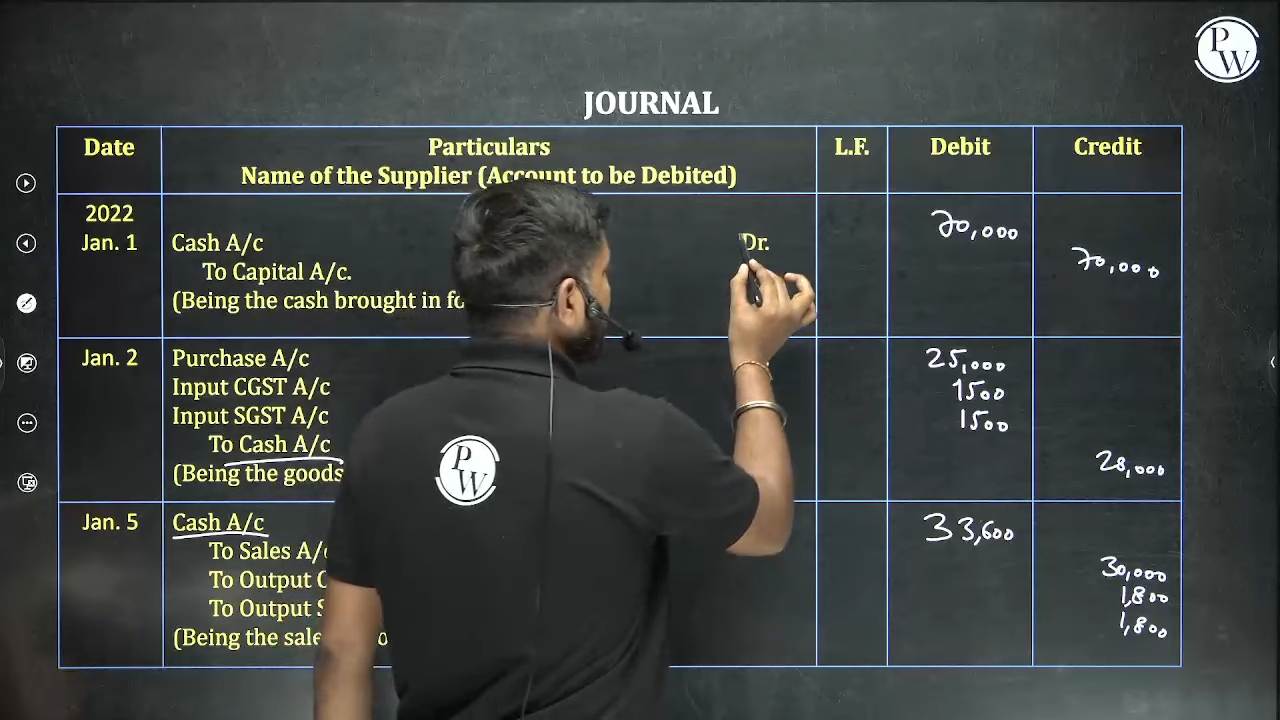 PW
JOURNAL
Date Particulars L.F. Debit Credit
Name of the Supplier (Account to be Debited)
2022
Jan. 1 Cash A/c Dr. 70,000
To Capital A/c. 70,000
(Being the cash brought in
Jan. 2 Purchase A/c 25,000
Input CGST A/c 1500
Input SGST A/c 1500
To Cash A/c 28,000
(Being the goods
Jan. 5 Cash A/c 33,600
To Sales 30,000
To Output 1,800
To Output 1,800
(Being the sale
PW